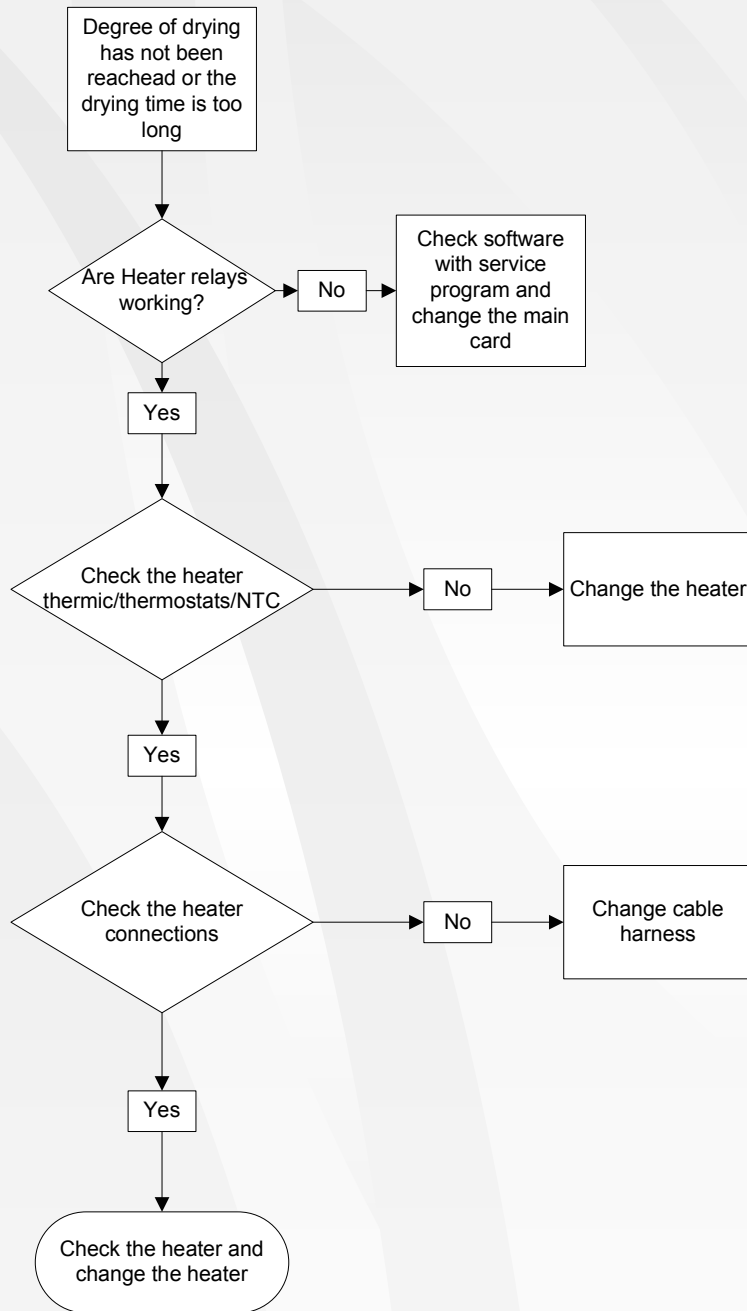 Degree of drying
has not been
reachead or the
drying time is too
long
Are Heater relays
working?
No
Check software
with service
program and
change the main
card
Yes
Check the heater
thermic/thermostats/NTC
No
Change the heater
Yes
Check the heater
connections
No
Change cable
harness
Yes
Check the heater and
change the heater